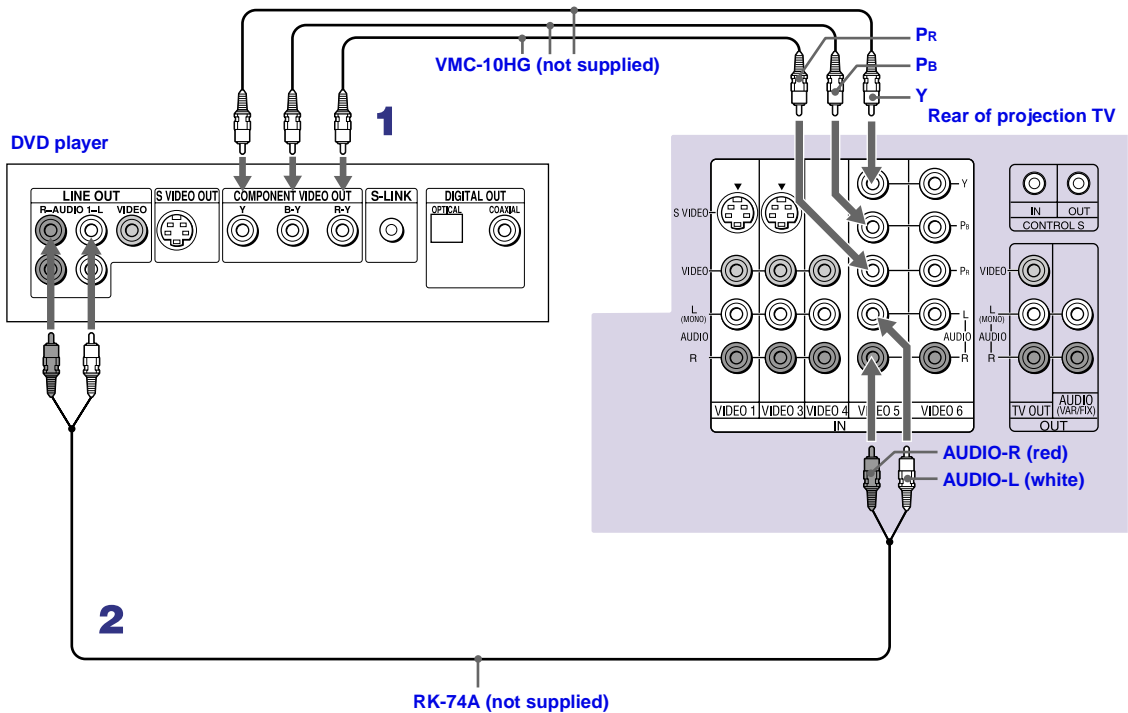 PR
PB
Y
VMC-10HG (not supplied)
Rear of projection TV
1
DVD player
LINE OUT
R–AUDIO 1–L VIDEO
S VIDEO OUT
COMPONENT VIDEO OUT
Y B-Y R-Y
S-LINK
DIGITAL OUT
OPTICAL COAXIAL
S VIDEO
VIDEO
L
(MONO)
AUDIO
R
Y
PB
PR
L
AUDIO
R
VIDEO 1 VIDEO 3 VIDEO 4 VIDEO 5 VIDEO 6
IN
IN OUT
CONTROL S
VIDEO
L
(MONO)
AUDIO
R
TV OUT
AUDIO
(VAR/FIX)
OUT
AUDIO-R (red)
AUDIO-L (white)
2
RK-74A (not supplied)